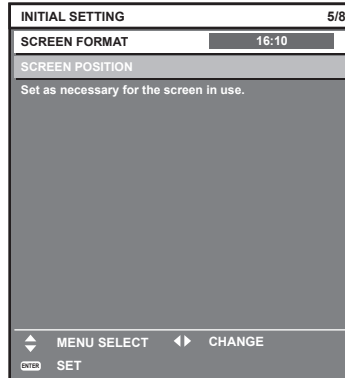 INITIAL SETTING 5/8
SCREEN FORMAT 16:10
SCREEN POSITION
Set as necessary for the screen in use.
MENU SELECT CHANGE
ENTER SET